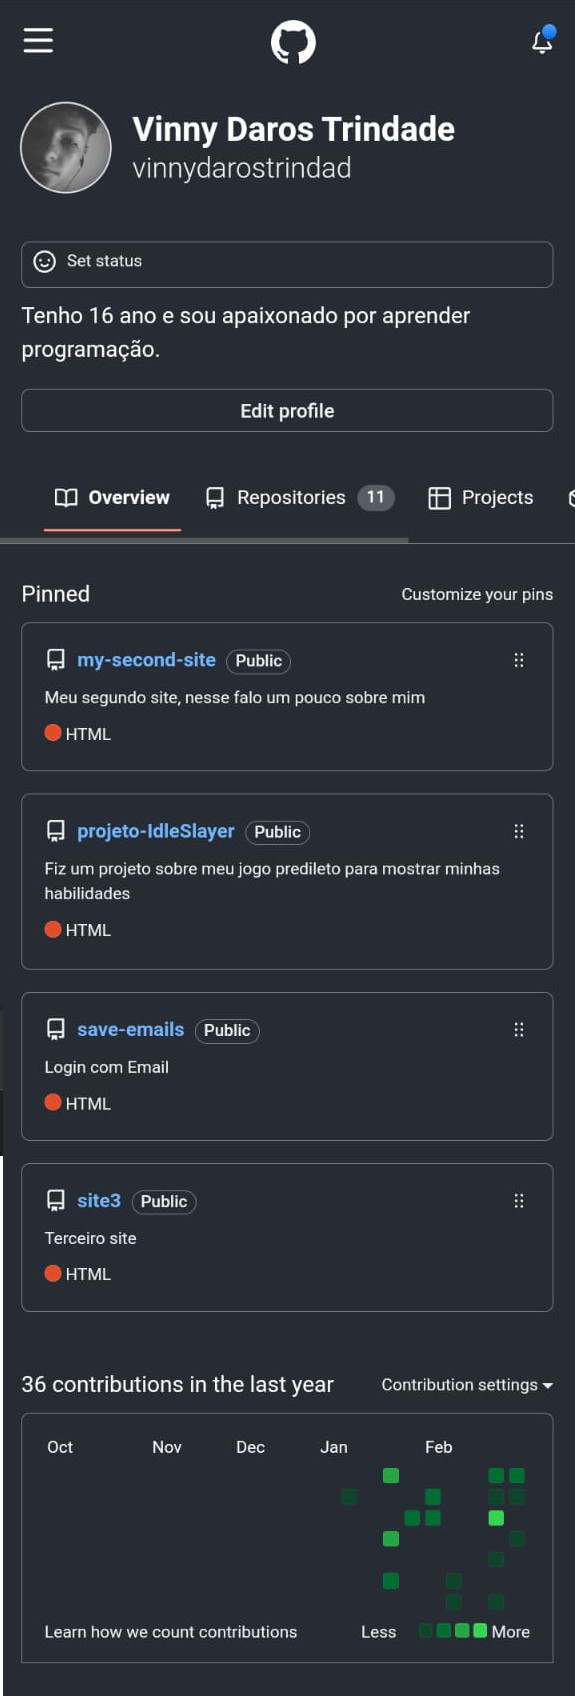 Vinny Daros Trindade
vinnydarostrindad
Set status
Tenho 16 ano e sou apaixonado por aprender
programação.
Edit profile
Overview Repositories 11 Projects
Pinned Customize your pins
my-second-site Public
Meu segundo site, nesse falo um pouco sobre mim
HTML
projeto-IdleSlayer Public
Fiz um projeto sobre meu jogo predileto para mostrar minhas
habilidades
HTML
save-emails Public
Login com Email
HTML
site3 Public
Terceiro site
HTML
36 contributions in the last year Contribution settings
Oct Nov Dec Jan Feb
Learn how we count contributions Less More